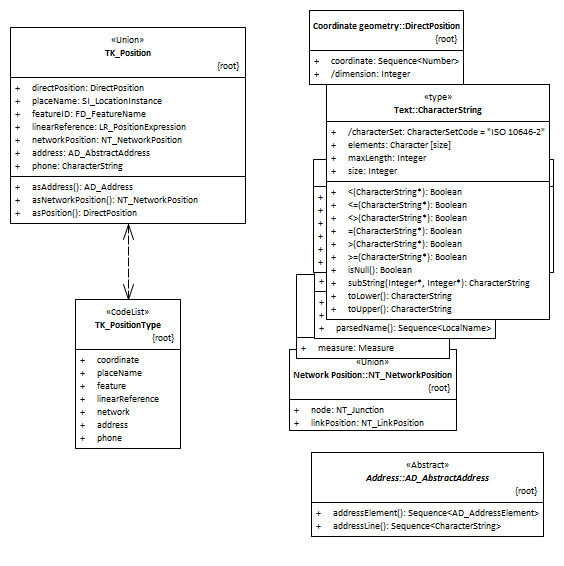 «Union»
TK_Position
{root}
+ directPosition: DirectPosition
+ placeName: SI_LocationInstance
+ featureID: FD_FeatureName
+ linearReference: LR_PositionExpression
+ networkPosition: NT_NetworkPosition
+ address: AD_AbstractAddress
+ phone: CharacterString
+ asAddress(): AD_Address
+ asNetworkPosition(): NT_NetworkPosition
+ asPosition(): DirectPosition
«CodeList»
TK_PositionType
{root}
+ coordinate
+ placeName
+ feature
+ linearReference
+ network
+ address
+ phone
Coordinate geometry::DirectPosition
{root}
+ coordinate: Sequence<Number>
+ /dimension: Integer
«type»
Text::CharacterString
+ /characterSet: CharacterSetCode = "ISO 10646-2"
+ elements: Character [size]
+ maxLength: Integer
+ size: Integer
+ <(CharacterString*): Boolean
+ <=(CharacterString*): Boolean
+ <>(CharacterString*): Boolean
+ =(CharacterString*): Boolean
+ >(CharacterString*): Boolean
+ >=(CharacterString*): Boolean
+ isNull(): Boolean
+ subString(Integer*, Integer*): CharacterString
+ toLower(): CharacterString
+ toUpper(): CharacterString
+ parsedName(): Sequence<LocalName>
+ measure: Measure
«Union»
Network Position::NT_NetworkPosition
{root}
+ node: NT_Junction
+ linkPosition: NT_LinkPosition
«Abstract»
Address::AD_AbstractAddress
{root}
+ addressElement(): Sequence<AD_AddressElement>
+ addressLine(): Sequence<CharacterString>